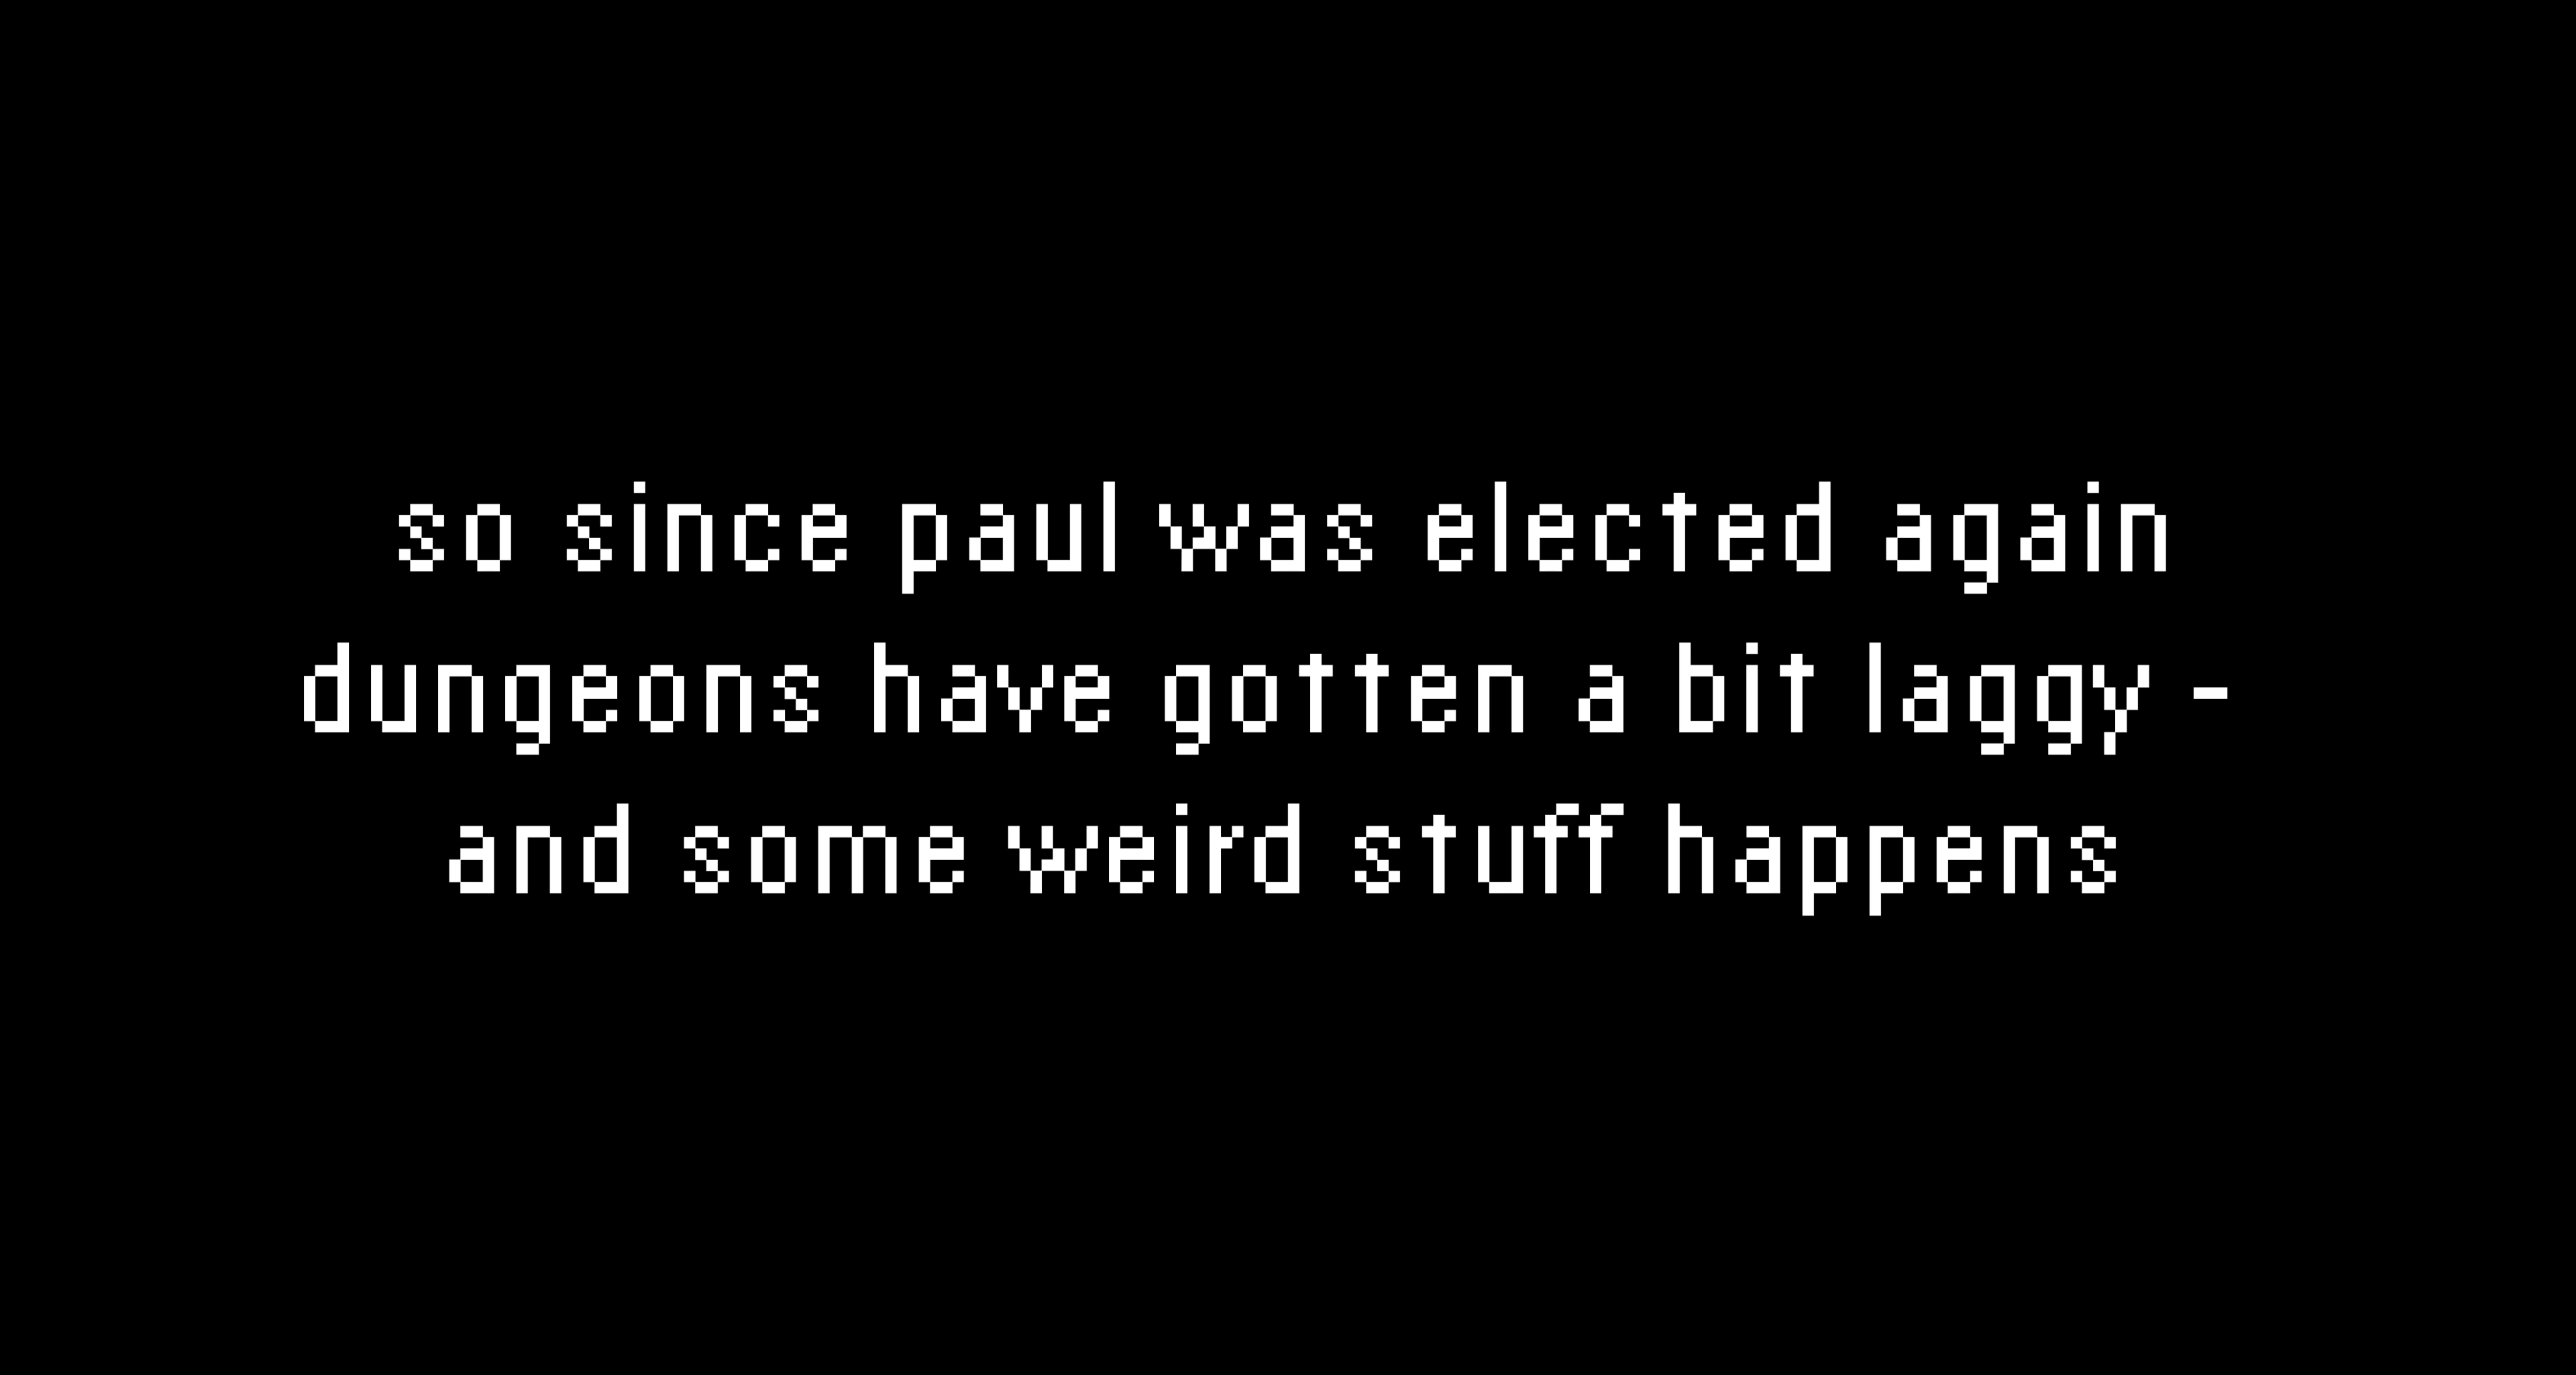 so since paul was elected again
dungeons have gotten a bit laggy -
and some weird stuff happens